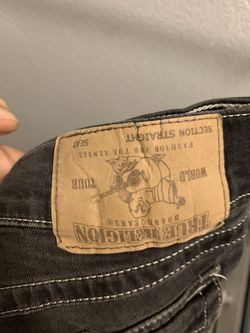 TRUE RELIGION
BRAND JEANS
WORLD TOUR
FASHION FOR THE SENSES
SECTION STRAIGHT SEAT